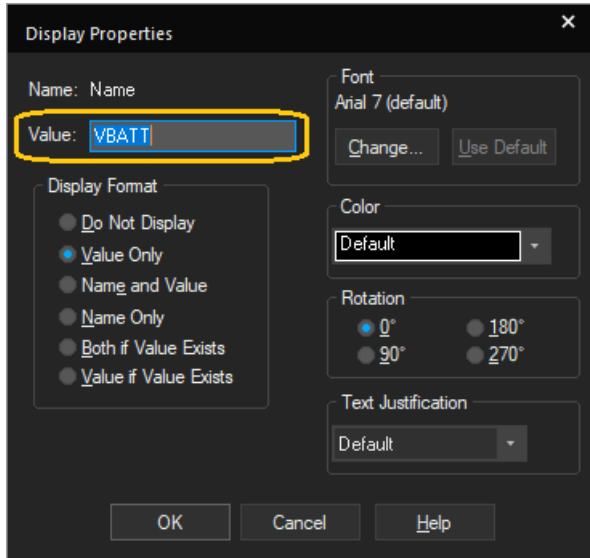 Display Properties
×
Name: Name
Value: VBATT
Display Format
Do Not Display
Value Only
Name and Value
Name Only
Both if Value Exists
Value if Value Exists
Font
Arial 7 (default)
Change... Use Default
Color
Default
Rotation
0° 180°
90° 270°
Text Justification
Default
OK Cancel Help